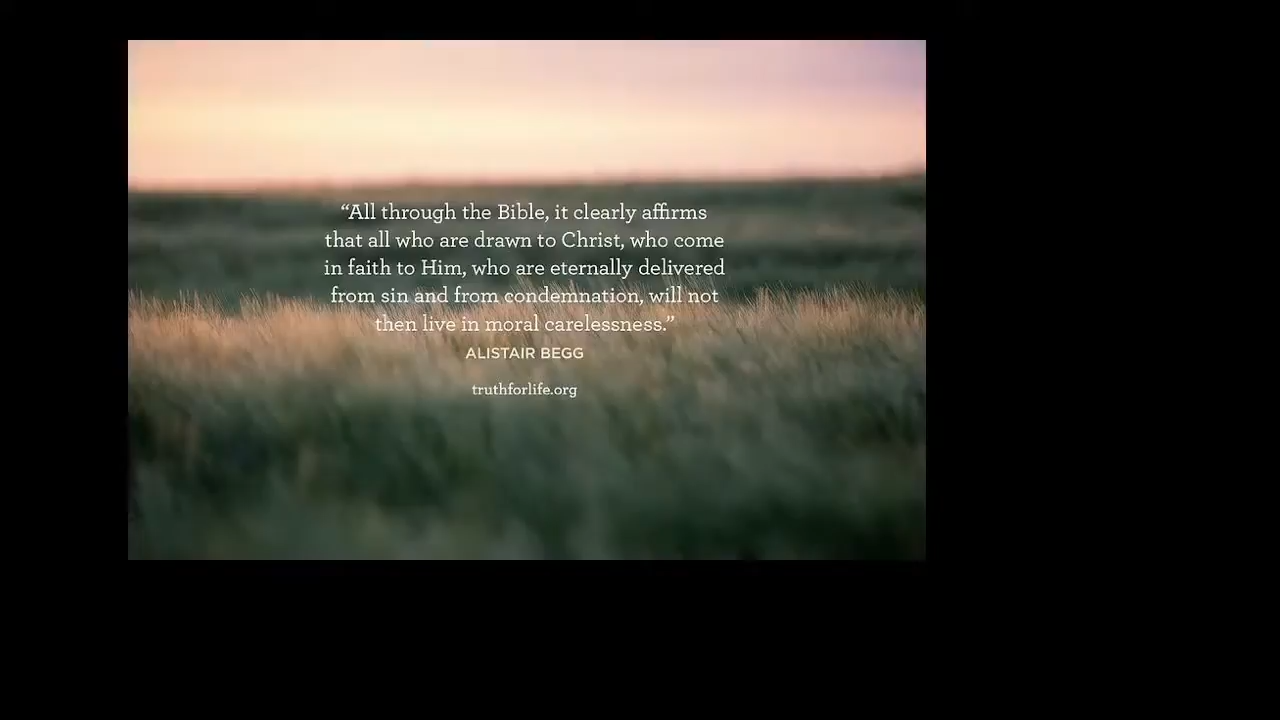 “All through the Bible, it clearly affirms
that all who are drawn to Christ, who come
in faith to Him, who are eternally delivered
from sin and from condemnation, will not
then live in moral carelessness.”
ALISTAIR BEGG
truthforlife.org